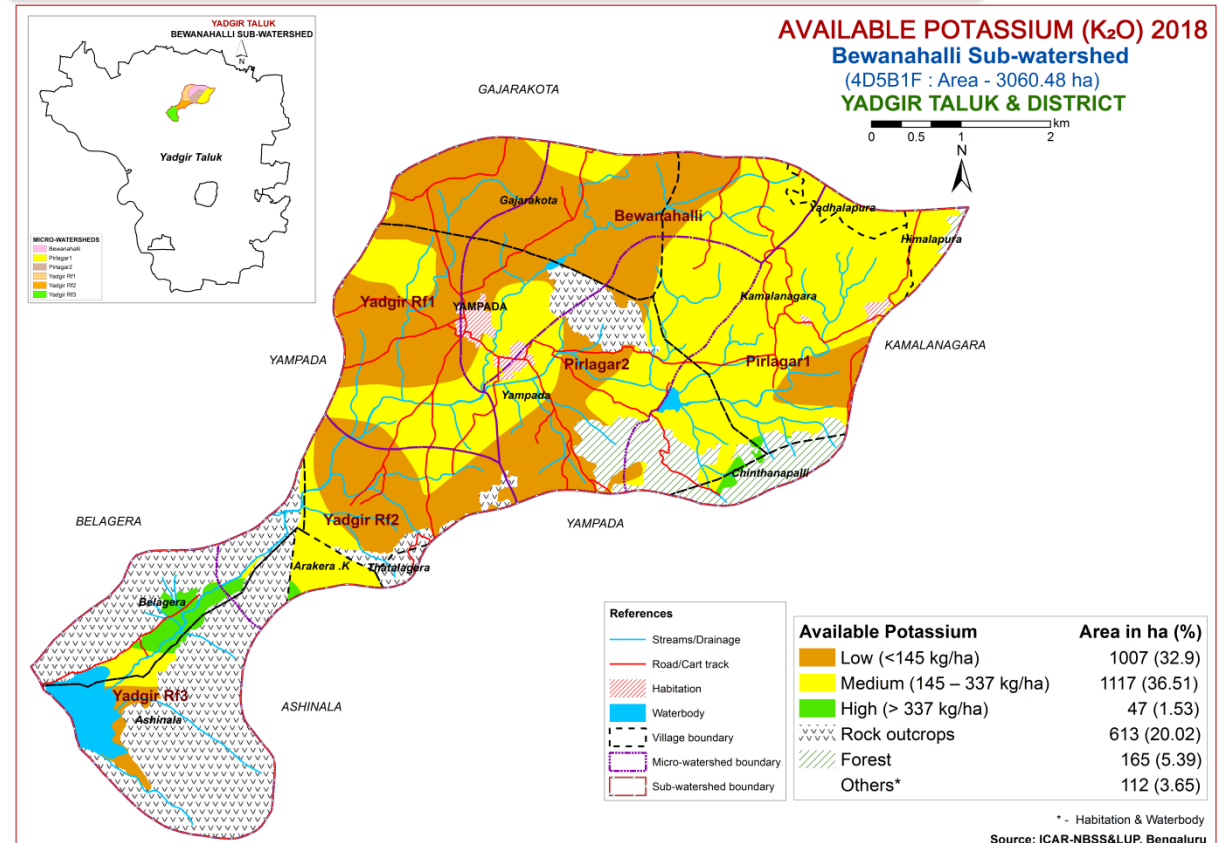 AVAILABLE POTASSIUM (K₂O) 2018
Bewanahalli Sub-watershed
(4D5B1F : Area - 3060.48 ha)
YADGIR TALUK & DISTRICT
km
0 0.5 1 2
N
YADGIR TALUK
BEWANAHALLI SUB-WATERSHED
N
Yadgir Taluk
MICRO-WATERSHEDS
Bewanahalli
Pirlagar1
Pirlagar2
Yadgir Rf1
Yadgir Rf2
Yadgir Rf3
GAJARAKOTA
Gajarakota
Bewanahalli
Yadhalapura
Himalapura
Kamalanagara
Yadgir Rf1
YAMPADA
KAMALANAGARA
YAMPADA
Pirlagar2
Pirlagar1
Yampada
Chinthanapalli
BELAGERA
Yadgir Rf2
YAMPADA
Arakera .K
Thatalagera
Belagera
Yadgir Rf3
Ashinala
ASHINALA
References
Streams/Drainage
Road/Cart track
Habitation
Waterbody
Village boundary
Micro-watershed boundary
Sub-watershed boundary
Available Potassium Area in ha (%)
Low (<145 kg/ha) 1007 (32.9)
Medium (145 – 337 kg/ha) 1117 (36.51)
High (> 337 kg/ha) 47 (1.53)
Rock outcrops 613 (20.02)
Forest 165 (5.39)
Others* 112 (3.65)
* - Habitation & Waterbody
Source: ICAR-NBSS&LUP, Bengaluru